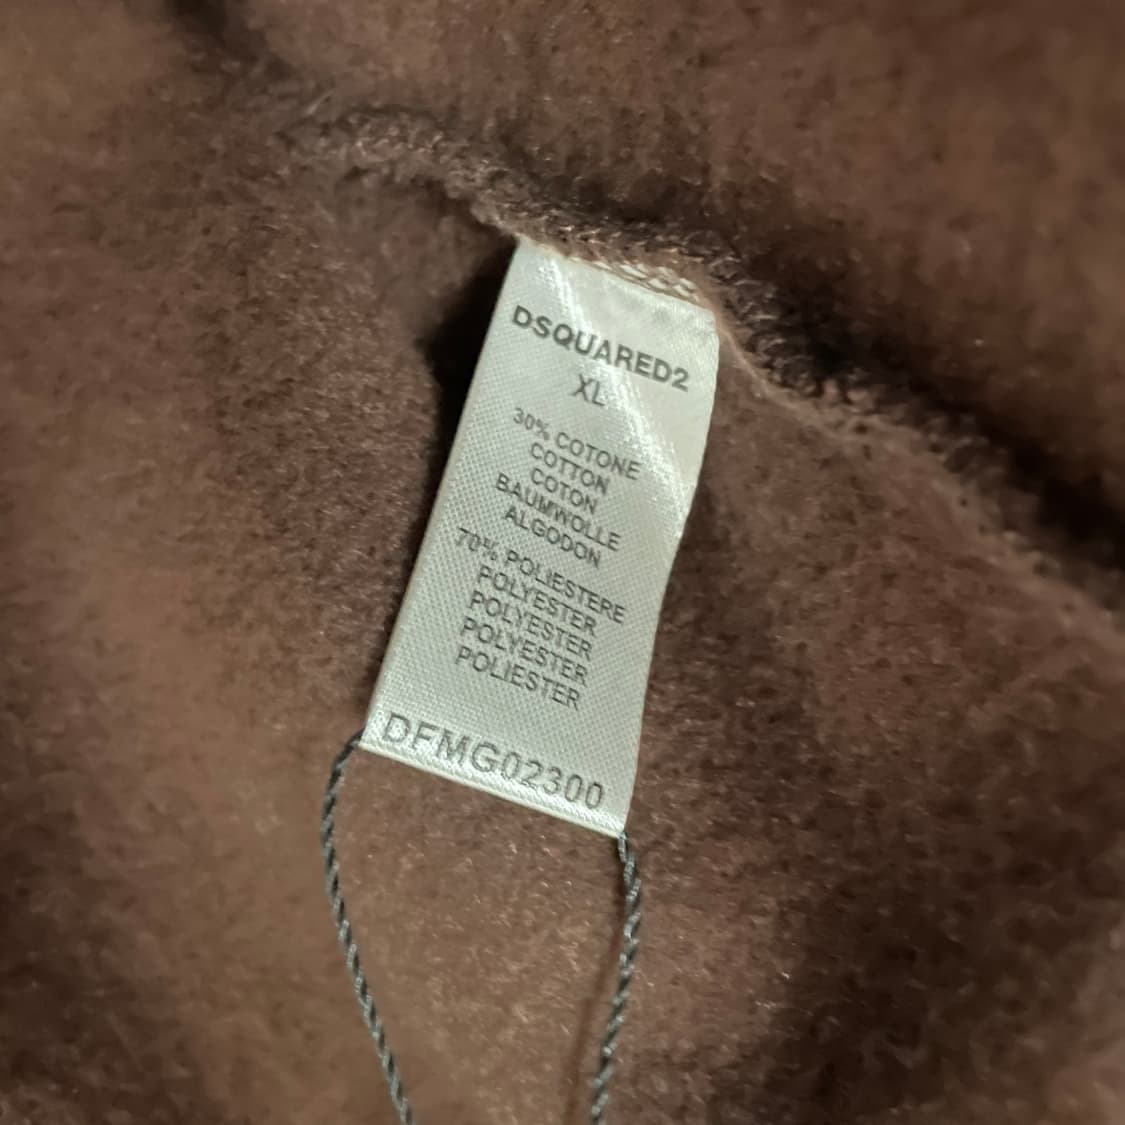 DSQUARED2
XL
30% COTONE
COTTON
COTON
BAUMWOLLE
ALGODON
70% POLIESTERE
POLYESTER
POLYESTER
POLYESTER
POLIESTER
DFMG02300